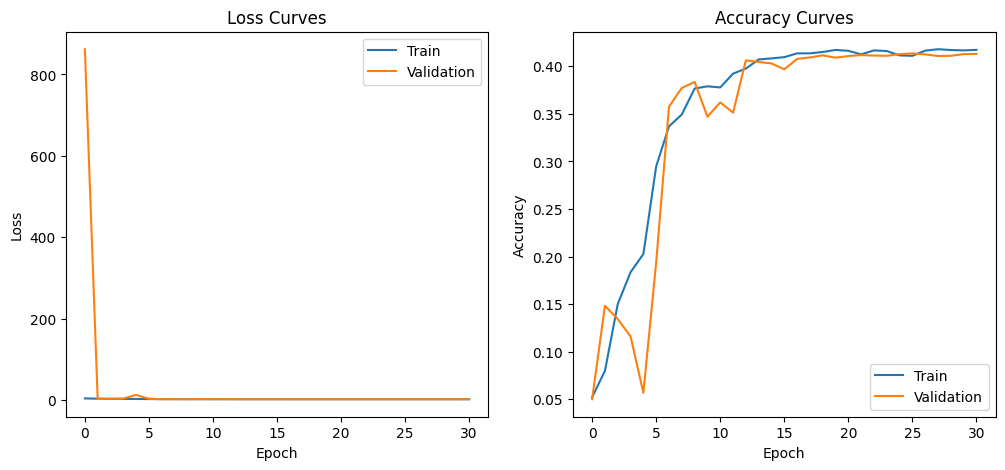 Loss Curves
Train
Validation
800
600
400
200
0
Loss
0 5 10 15 20 25 30
Epoch
Accuracy Curves
0.40
0.35
0.30
0.25
0.20
0.15
0.10
0.05
Accuracy
Train
Validation
0 5 10 15 20 25 30
Epoch